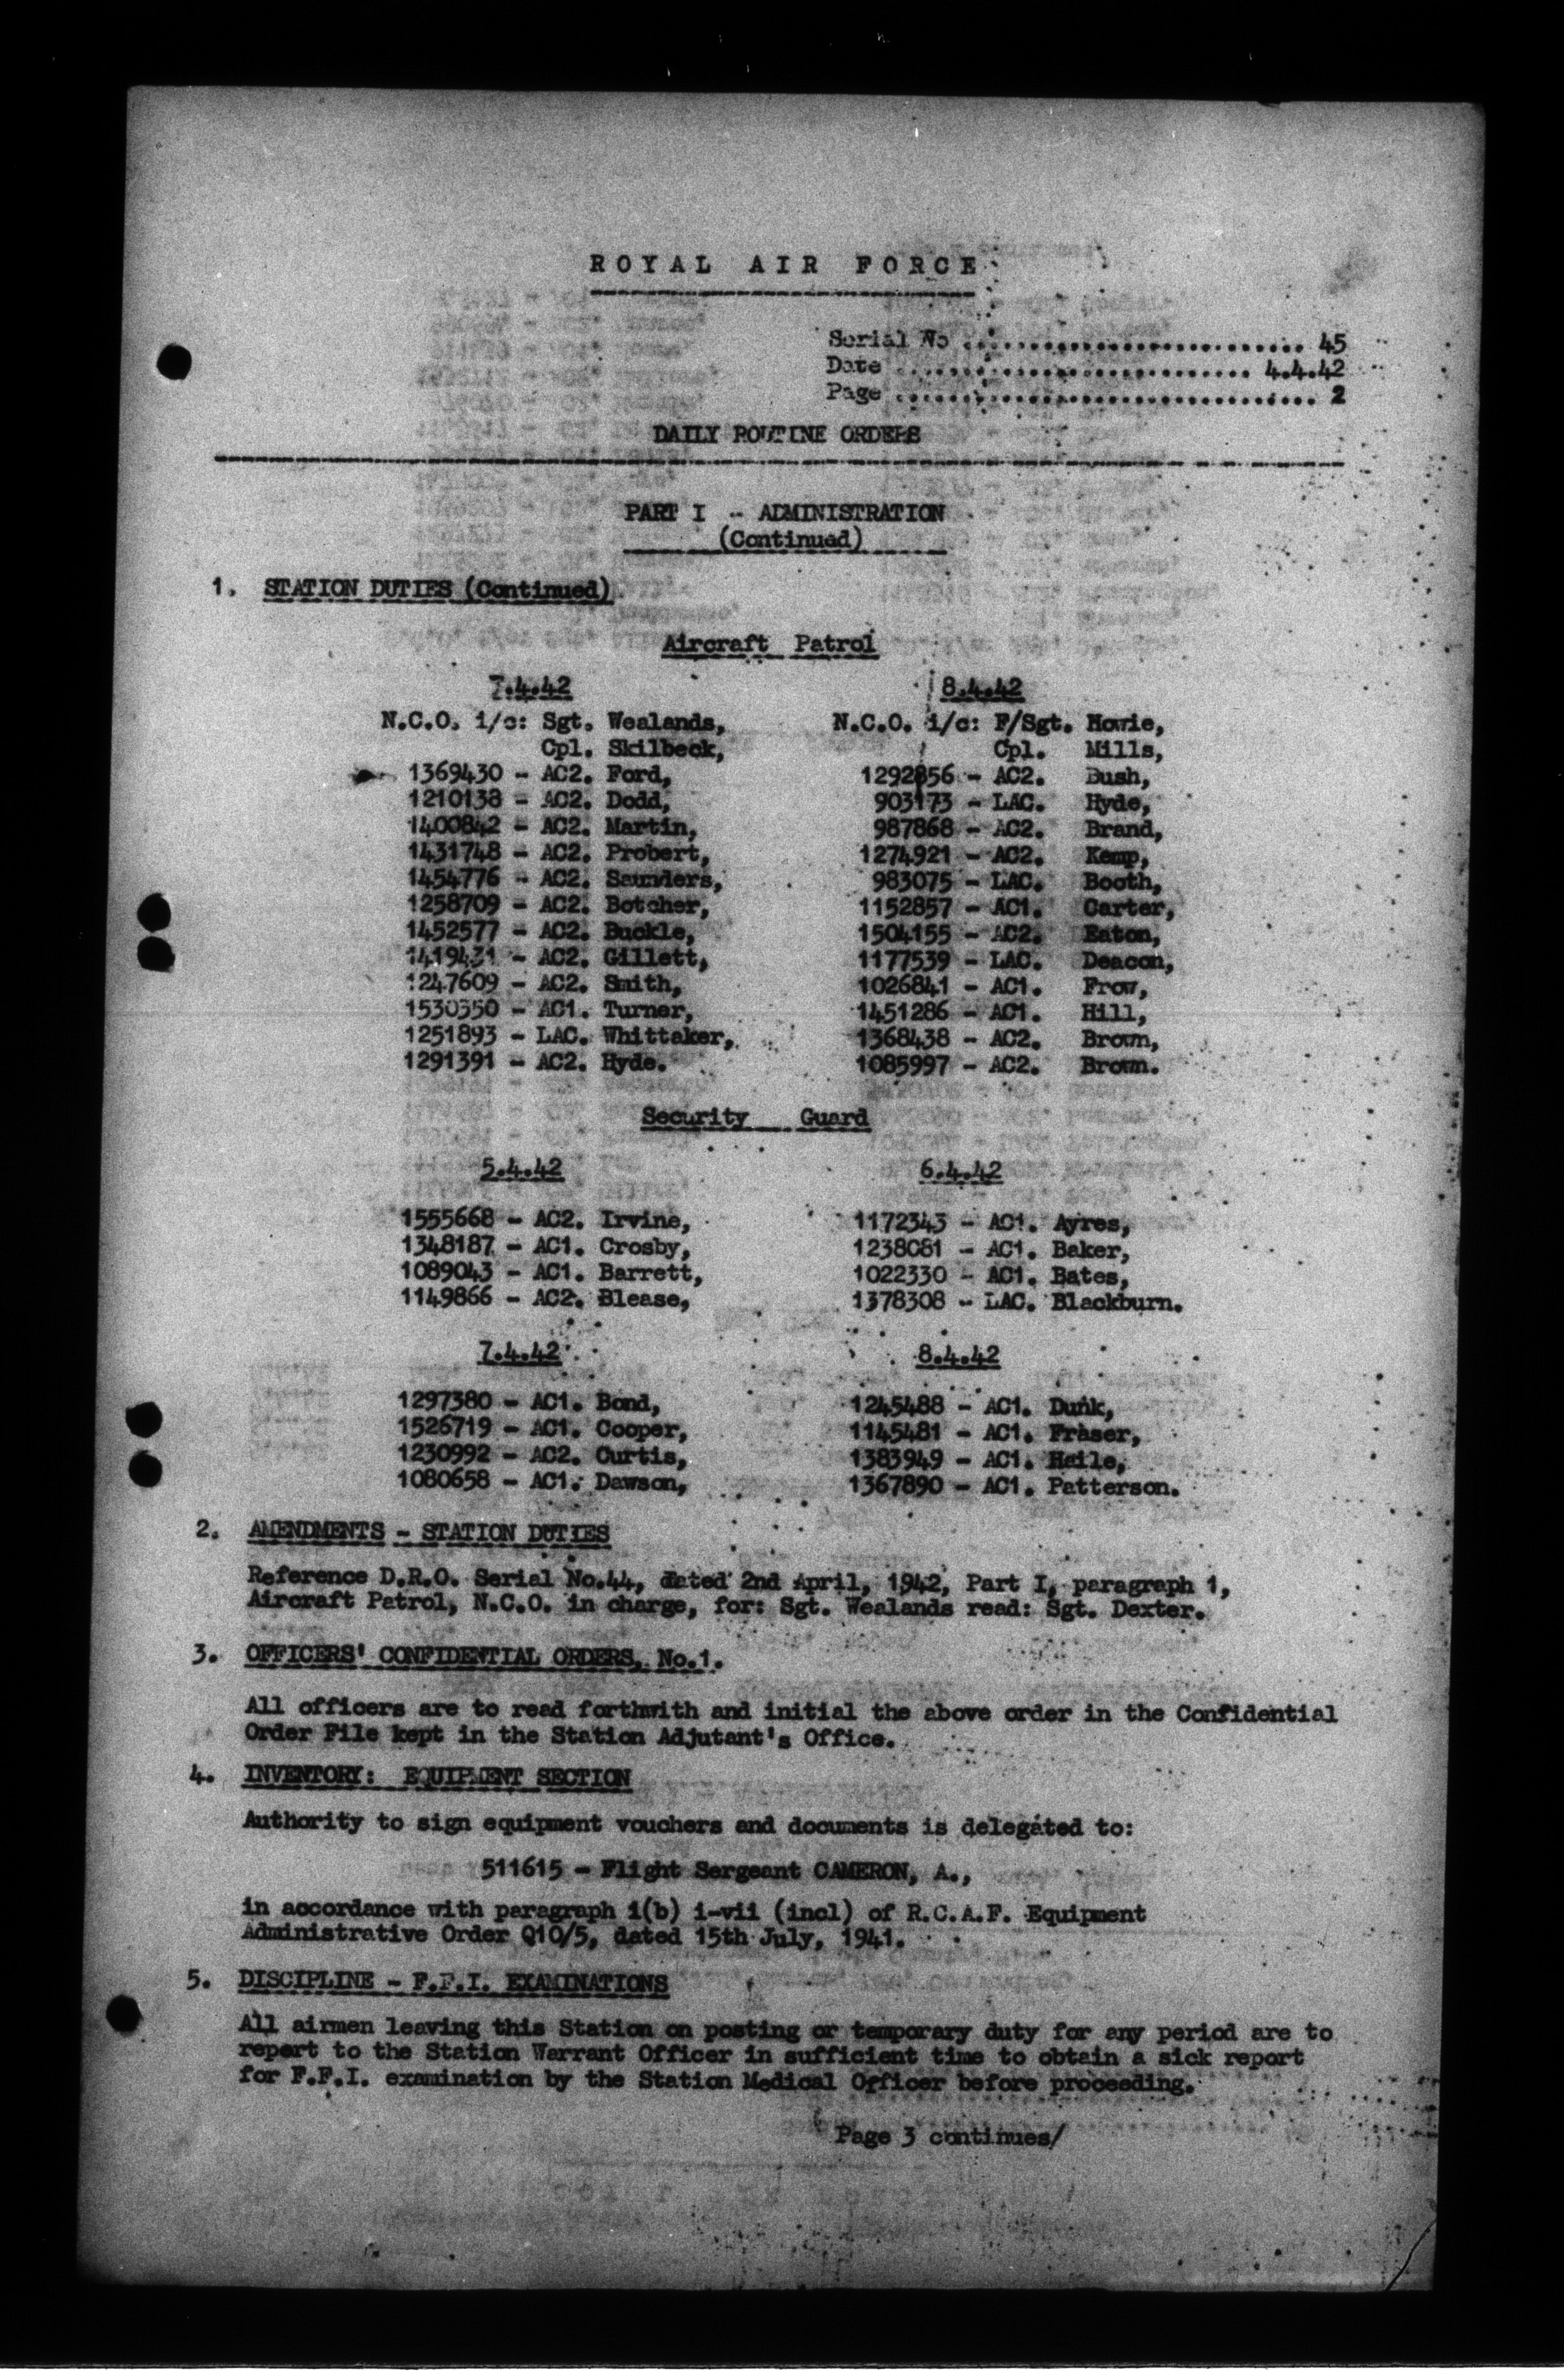 ROYAL AIR FORCE
Serial No ............................ 45
Date ............................ 4.4.42
Page ................................ 2
DAILY ROUTINE ORDERS
PART I - ADMINISTRATION
(Continued)
1. STATION DUTIES (Continued)
Aircraft Patrol
7.4.42 8.4.42
N.C.O. i/c: Sgt. Wealands, N.C.O. i/c: F/Sgt. Howie,
Cpl. Skilbeck, Cpl. Mills,
1369430 - AC2. Ford, 1292856 - AC2. Bush,
1210138 - AC2. Dodd, 903173 - LAC. Hyde,
1400842 - AC2. Martin, 987868 - AC2. Brand,
1431748 - AC2. Probert, 1274921 - AC2. Kemp,
1454776 - AC2. Saunders, 983075 - LAC. Booth,
1258709 - AC2. Botcher, 1152857 - AC1. Carter,
1452577 - AC2. Buckle, 1504155 - AC2. Eaton,
1419431 - AC2. Gillett, 1177539 - LAC. Deacon,
1247609 - AC2. Smith, 1026841 - AC1. Frow,
1530350 - AC1. Turner, 1451286 - AC1. Hill,
1251893 - LAC. Whittaker, 1368438 - AC2. Brown,
1291391 - AC2. Hyde. 1085997 - AC2. Brown.
Security Guard
5.4.42 6.4.42
1555668 - AC2. Irvine, 1172343 - AC1. Ayres,
1348187 - AC1. Crosby, 1238081 - AC1. Baker,
1089043 - AC1. Barrett, 1022330 - AC1. Bates,
1149866 - AC2. Blease, 1378308 - LAC. Blackburn.
7.4.42 8.4.42
1297380 - AC1. Bond, 1245488 - AC1. Dunk,
1526719 - AC1. Cooper, 1145481 - AC1. Fraser,
1230992 - AC2. Curtis, 1383949 - AC1. Haile,
1080658 - AC1. Dawson, 1367890 - AC1. Patterson.
2. AMENDMENTS - STATION DUTIES
Reference D.R.O. Serial No.44, dated 2nd April, 1942, Part I, paragraph 1,
Aircraft Patrol, N.C.O. in charge, for: Sgt. Wealands read: Sgt. Dexter.
3. OFFICERS' CONFIDENTIAL ORDERS, No.1.
All officers are to read forthwith and initial the above order in the Confidential
Order File kept in the Station Adjutant's Office.
4. INVENTORY: EQUIPMENT SECTION
Authority to sign equipment vouchers and documents is delegated to:
511615 - Flight Sergeant CAMERON, A.,
in accordance with paragraph 1(b) i-vii (incl) of R.C.A.F. Equipment
Administrative Order Q10/5, dated 15th July, 1941.
5. DISCIPLINE - F.F.I. EXAMINATIONS
All airmen leaving this Station on posting or temporary duty for any period are to
report to the Station Warrant Officer in sufficient time to obtain a sick report
for F.F.I. examination by the Station Medical Officer before proceeding.
Page 3 continues/